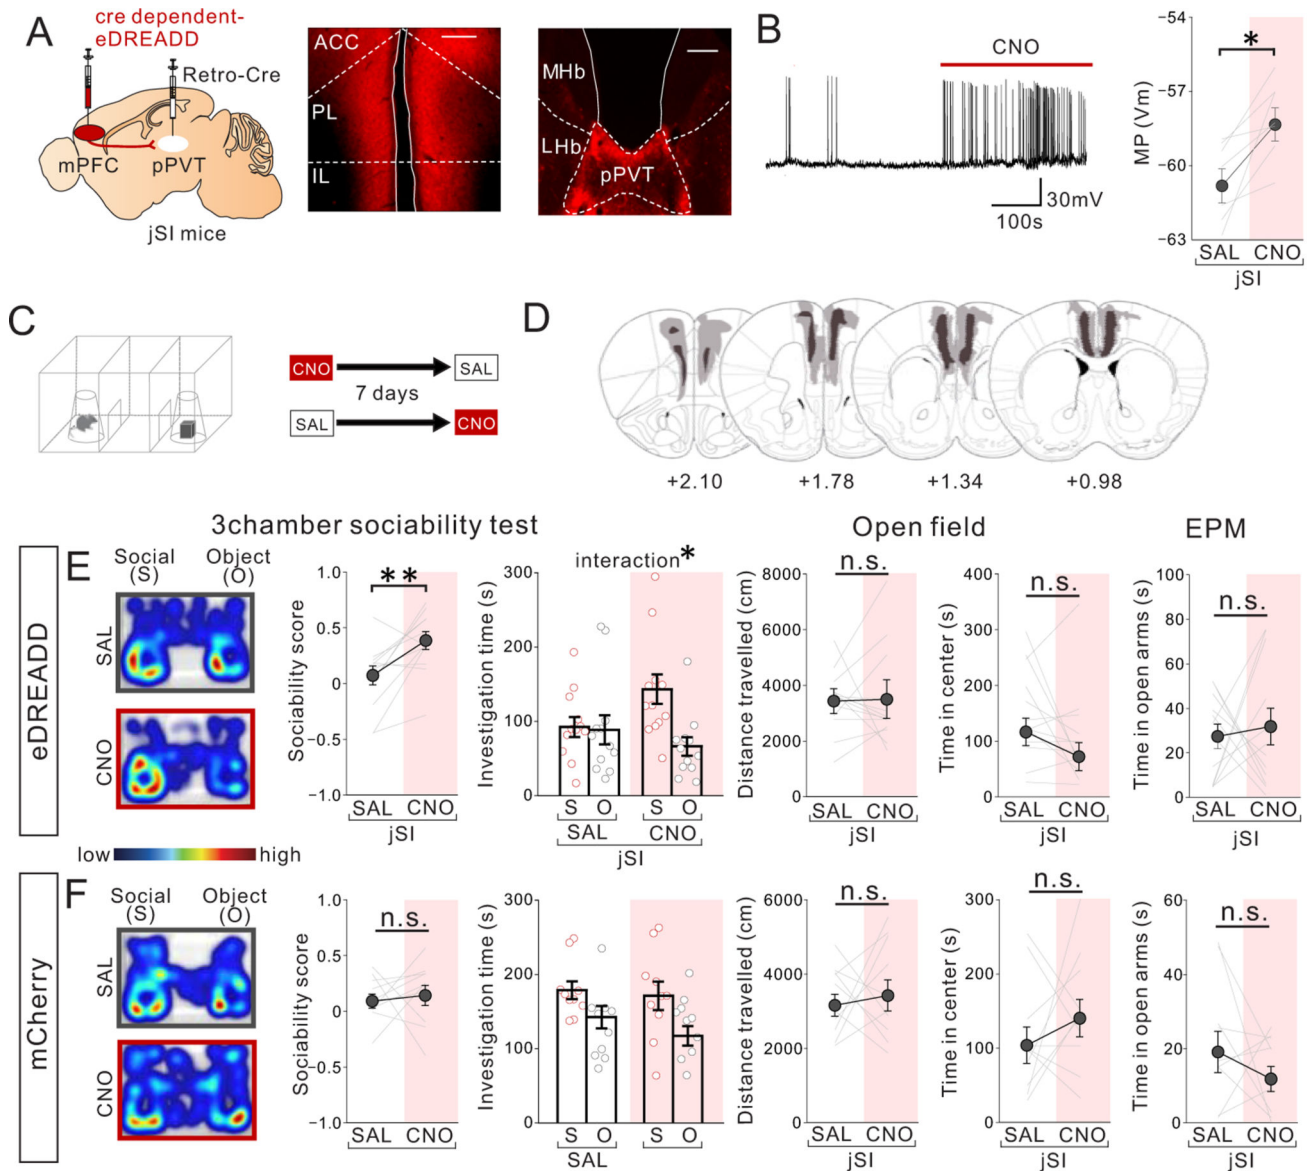 A
cre dependent-
eDREADD
Retro-Cre
mPFC
pPVT
jSI mice
ACC
PL
IL
MHb
LHb
pPVT
B
CNO
30mV
100s
MP (Vm)
−54
−57
−60
−63
*
SAL CNO
jSI
C
CNO
SAL
7 days
SAL
CNO
D
+2.10
+1.78
+1.34
+0.98
3chamber sociability test
Open field
EPM
eDREADD
E
Social
(S)
Object
(O)
SAL
CNO
low
high
Sociability score
1.0
0.5
0
−0.5
−1.0
**
SAL CNO
jSI
Investigation time (s)
300
200
100
0
interaction*
S O S O
SAL CNO
jSI
Distance travelled (cm)
8000
6000
4000
2000
0
n.s.
SAL CNO
jSI
Time in center (s)
400
300
200
100
0
n.s.
SAL CNO
jSI
Time in open arms (s)
100
80
60
40
20
0
n.s.
SAL CNO
jSI
mCherry
F
Social
(S)
Object
(O)
SAL
CNO
Sociability score
1.0
0.5
0
−0.5
−1.0
n.s.
SAL CNO
jSI
Investigation time (s)
300
200
100
0
S O S O
SAL
Distance travelled (cm)
6000
4000
2000
0
n.s.
SAL CNO
jSI
Time in center (s)
300
200
100
0
n.s.
SAL CNO
jSI
Time in open arms (s)
60
40
20
0
n.s.
SAL CNO
jSI